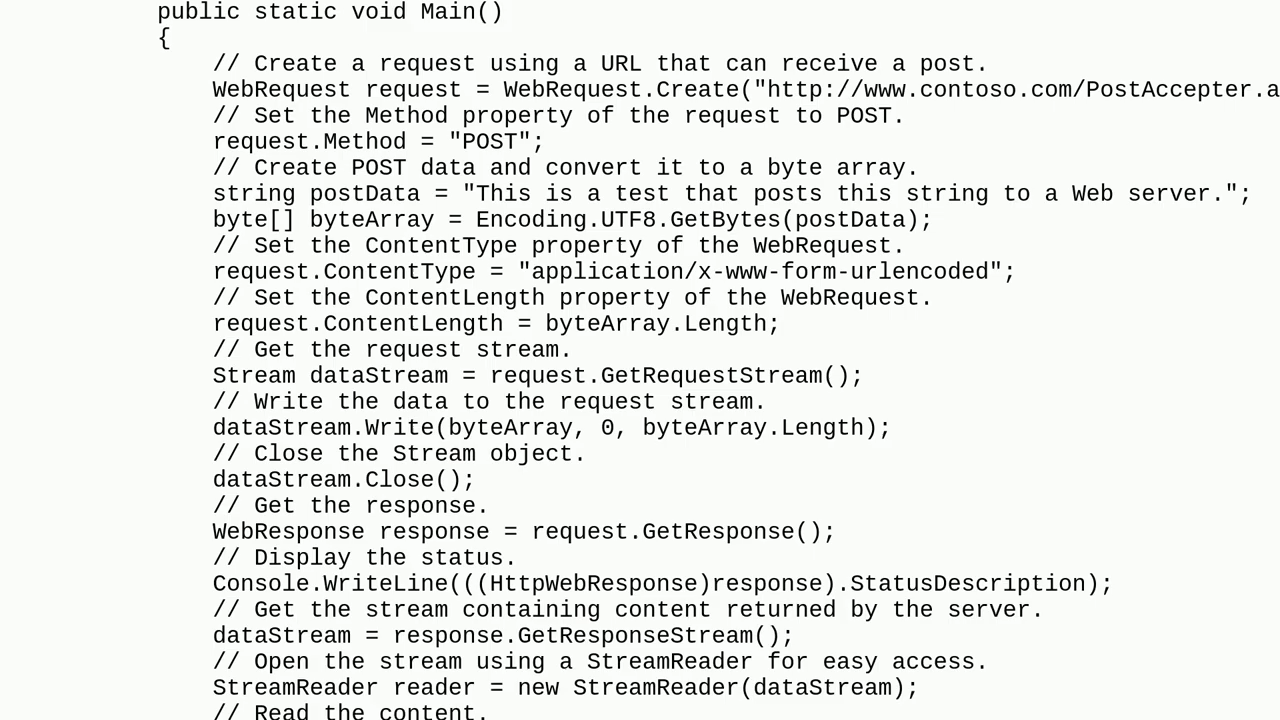 public static void Main()
{
// Create a request using a URL that can receive a post.
WebRequest request = WebRequest.Create("http://www.contoso.com/PostAccepter.a
// Set the Method property of the request to POST.
request.Method = "POST";
// Create POST data and convert it to a byte array.
string postData = "This is a test that posts this string to a Web server.";
byte[] byteArray = Encoding.UTF8.GetBytes(postData);
// Set the ContentType property of the WebRequest.
request.ContentType = "application/x-www-form-urlencoded";
// Set the ContentLength property of the WebRequest.
request.ContentLength = byteArray.Length;
// Get the request stream.
Stream dataStream = request.GetRequestStream();
// Write the data to the request stream.
dataStream.Write(byteArray, 0, byteArray.Length);
// Close the Stream object.
dataStream.Close();
// Get the response.
WebResponse response = request.GetResponse();
// Display the status.
Console.WriteLine(((HttpWebResponse)response).StatusDescription);
// Get the stream containing content returned by the server.
dataStream = response.GetResponseStream();
// Open the stream using a StreamReader for easy access.
StreamReader reader = new StreamReader(dataStream);
// Read the content.